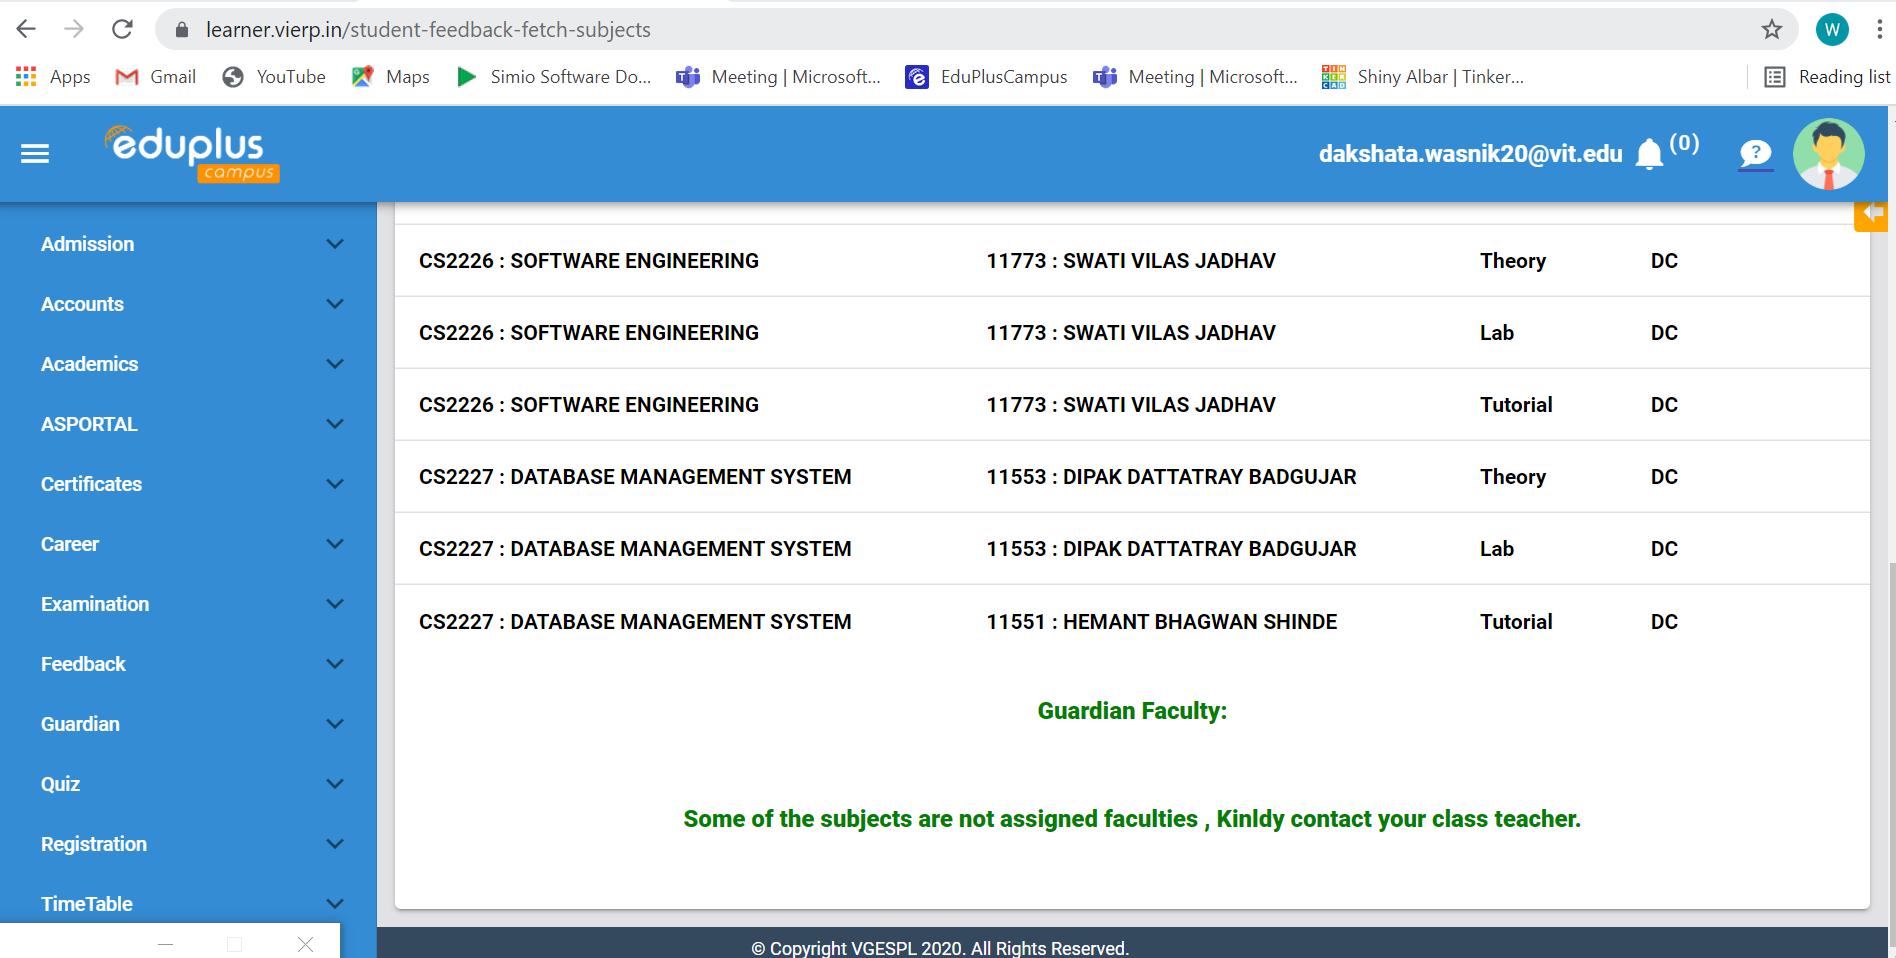 learner.vierp.in/student-feedback-fetch-subjects
W
Apps Gmail YouTube Maps Simio Software Do... Meeting | Microsoft... EduPlusCampus Meeting | Microsoft... Shiny Albar | Tinker... Reading list
eduplus
campus
dakshata.wasnik20@vit.edu (0)
?
Admission
Accounts
Academics
ASPORTAL
Certificates
Career
Examination
Feedback
Guardian
Quiz
Registration
TimeTable
CS2226 : SOFTWARE ENGINEERING 11773 : SWATI VILAS JADHAV Theory DC
CS2226 : SOFTWARE ENGINEERING 11773 : SWATI VILAS JADHAV Lab DC
CS2226 : SOFTWARE ENGINEERING 11773 : SWATI VILAS JADHAV Tutorial DC
CS2227 : DATABASE MANAGEMENT SYSTEM 11553 : DIPAK DATTATRAY BADGUJAR Theory DC
CS2227 : DATABASE MANAGEMENT SYSTEM 11553 : DIPAK DATTATRAY BADGUJAR Lab DC
CS2227 : DATABASE MANAGEMENT SYSTEM 11551 : HEMANT BHAGWAN SHINDE Tutorial DC
Guardian Faculty:
Some of the subjects are not assigned faculties , Kinldy contact your class teacher.
© Copyright VGESPL 2020. All Rights Reserved.